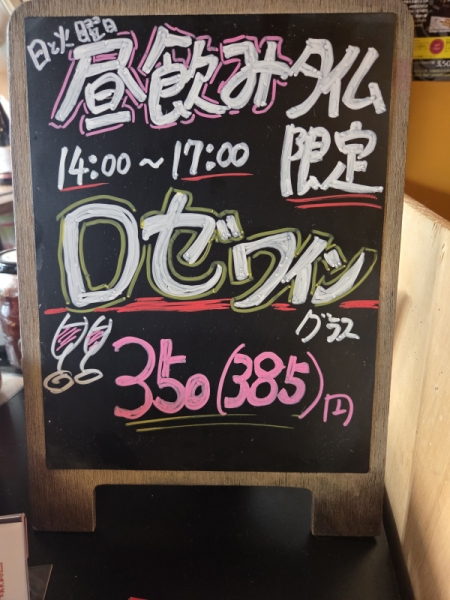 日と火曜日
昼飲みタイム
限定
14:00～17:00
ロゼワイン
グラス
350(385)円